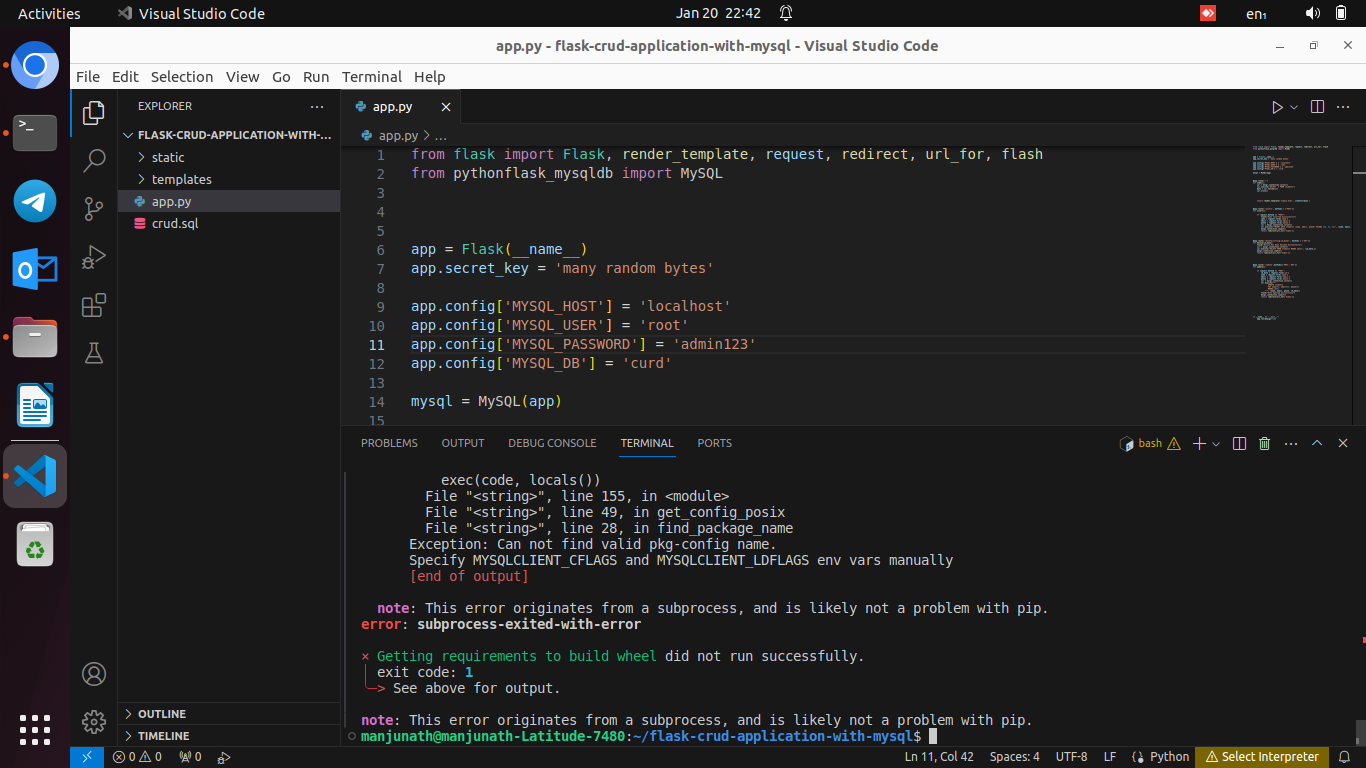 Activities
Visual Studio Code
Jan 20 22:42
en₁
app.py - flask-crud-application-with-mysql - Visual Studio Code
File Edit Selection View Go Run Terminal Help
EXPLORER
FLASK-CRUD-APPLICATION-WITH-...
static
templates
app.py
crud.sql
OUTLINE
TIMELINE
app.py
app.py > ...
1 from flask import Flask, render_template, request, redirect, url_for, flash
2 from pythonflask_mysqldb import MySQL
3
4
5
6 app = Flask(__name__)
7 app.secret_key = 'many random bytes'
8
9 app.config['MYSQL_HOST'] = 'localhost'
10 app.config['MYSQL_USER'] = 'root'
11 app.config['MYSQL_PASSWORD'] = 'admin123'
12 app.config['MYSQL_DB'] = 'curd'
13
14 mysql = MySQL(app)
15
PROBLEMS OUTPUT DEBUG CONSOLE TERMINAL PORTS
bash
exec(code, locals())
File "<string>", line 155, in <module>
File "<string>", line 49, in get_config_posix
File "<string>", line 28, in find_package_name
Exception: Can not find valid pkg-config name.
Specify MYSQLCLIENT_CFLAGS and MYSQLCLIENT_LDFLAGS env vars manually
[end of output]
note: This error originates from a subprocess, and is likely not a problem with pip.
error: subprocess-exited-with-error
× Getting requirements to build wheel did not run successfully.
│ exit code: 1
╰─> See above for output.
note: This error originates from a subprocess, and is likely not a problem with pip.
manjunath@manjunath-Latitude-7480:~/flask-crud-application-with-mysql$
0 0 0
Ln 11, Col 42 Spaces: 4 UTF-8 LF Python Select Interpreter